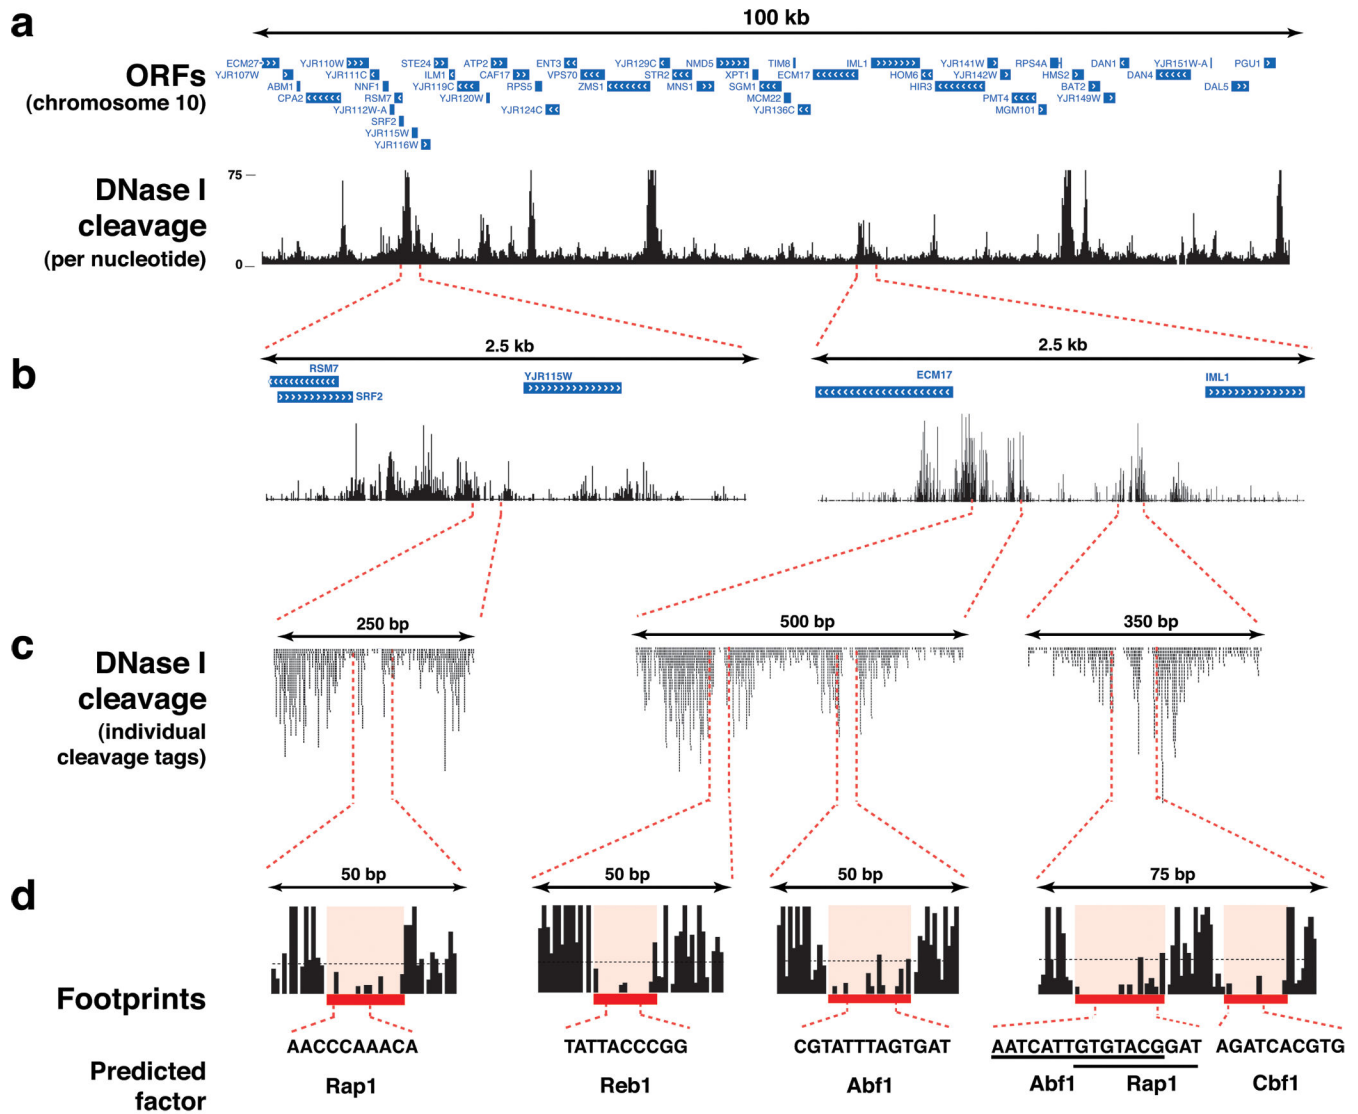 a
100 kb
ORFs
(chromosome 10)
ECM27 YJR110W STE24 ATP2 ENT3 YJR129C NMD5 TIM8 IML1 YJR141W RPS4A DAN1 YJR151W-A PGU1
YJR107W YJR111C ILM1 CAF17 VPS70 STR2 XPT1 ECM17 HOM6 YJR142W HMS2 DAN4
ABM1 NNF1 YJR119C RPS5 ZMS1 MNS1 SGM1 HIR3 BAT2 DAL5
CPA2 RSM7 YJR120W MCM22 PMT4 YJR149W
YJR112W-A YJR124C YJR136C MGM101
SRF2
YJR115W
YJR116W
DNase I
cleavage
(per nucleotide)
75
0
b
2.5 kb 2.5 kb
RSM7 YJR115W ECM17 IML1
SRF2
c
250 bp 500 bp 350 bp
DNase I
cleavage
(individual
cleavage tags)
d
50 bp 50 bp 50 bp 75 bp
Footprints
AACCCAAACA TATTACCCGG CGTATTTAGTGAT AATCATTGTGTACGGAT AGATCACGTG
Predicted
factor
Rap1 Reb1 Abf1 Abf1 Rap1 Cbf1